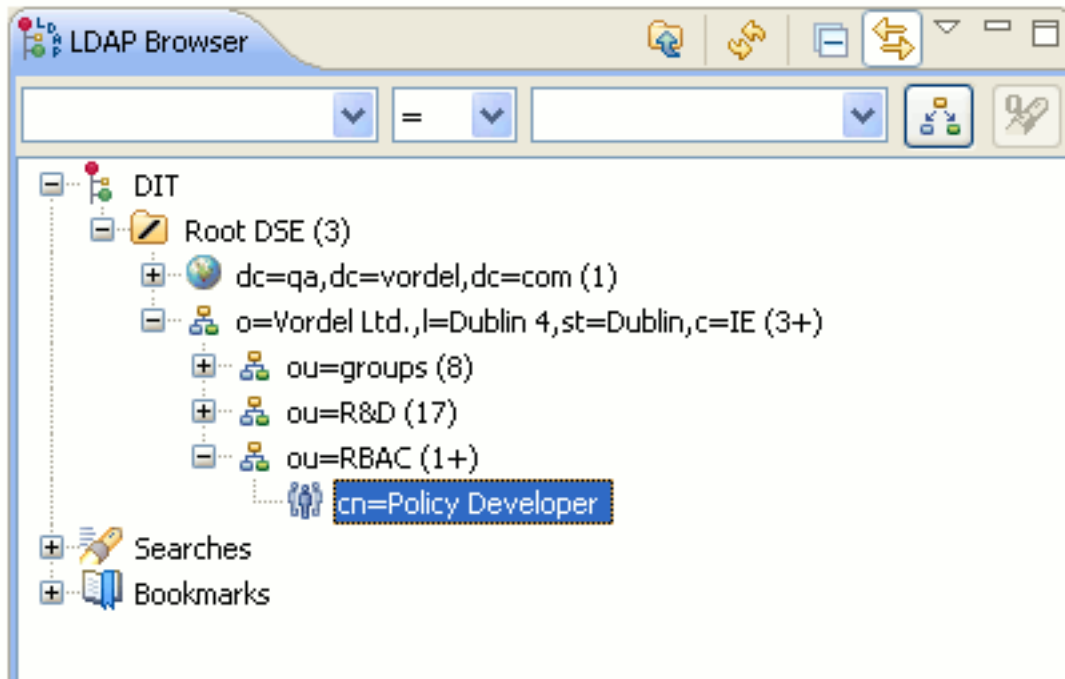 LDAP Browser
=
DIT
Root DSE (3)
dc=qa,dc=vordel,dc=com (1)
o=Vordel Ltd.,l=Dublin 4,st=Dublin,c=IE (3+)
ou=groups (8)
ou=R&D (17)
ou=RBAC (1+)
cn=Policy Developer
Searches
Bookmarks